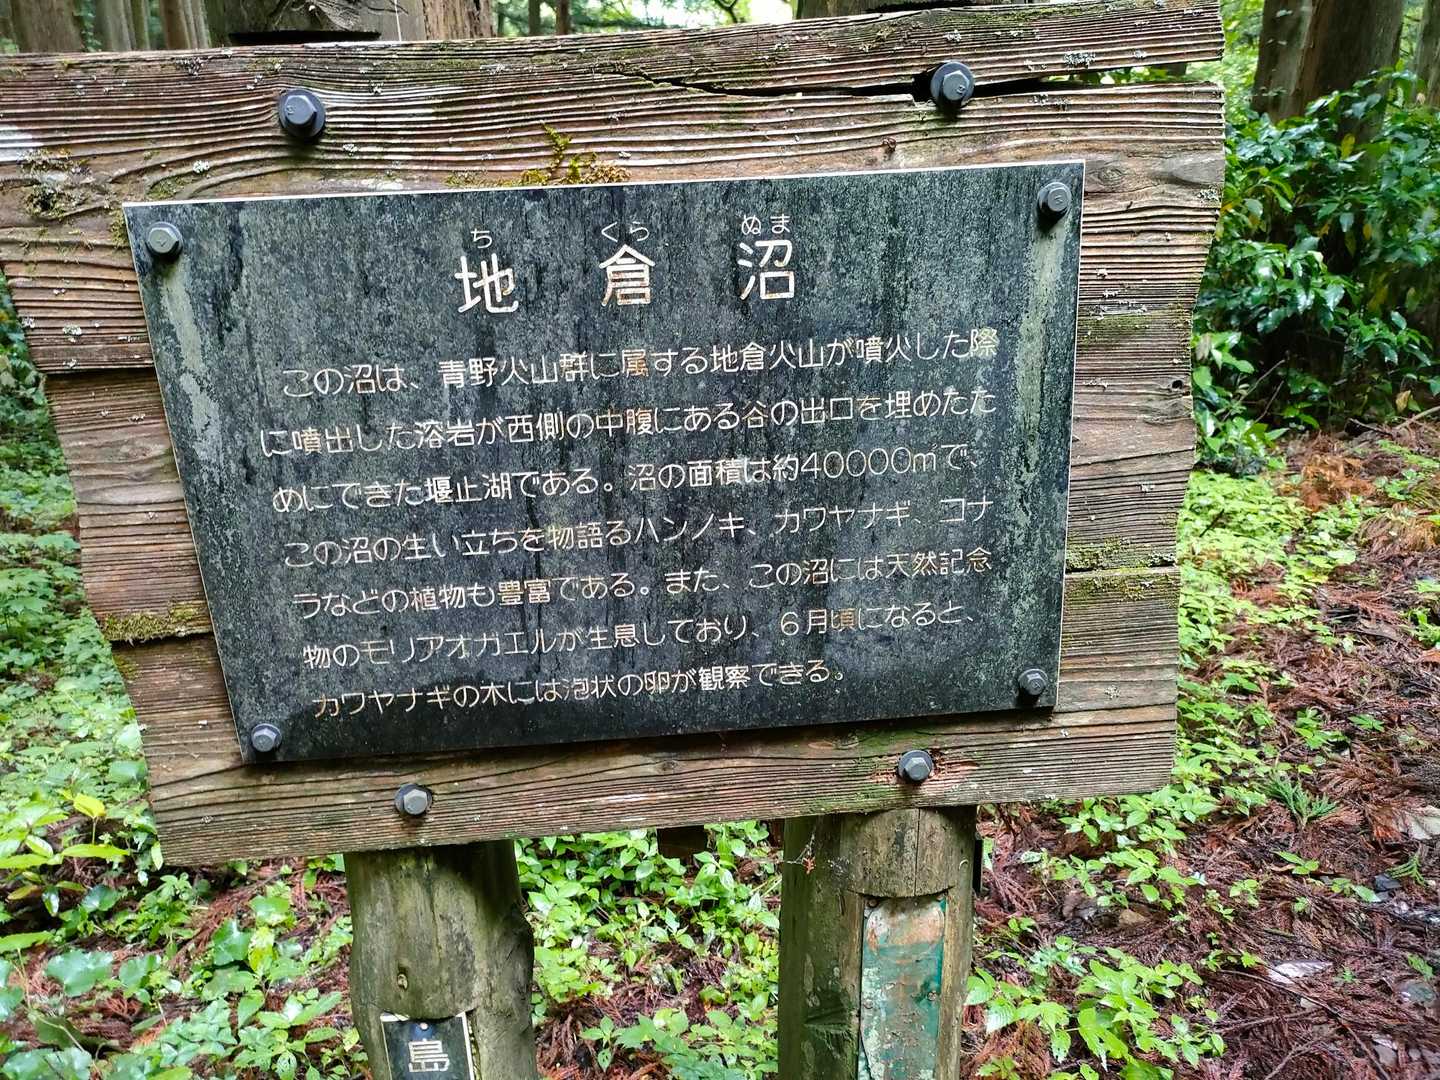 ち くら ぬま
地倉沼
この沼は、青野火山群に属する地倉火山が噴火した際
に噴出した溶岩が西側の中腹にある谷の出口を埋めたた
めにできた堰止湖である。沼の面積は約40000㎡で、
この沼の生い立ちを物語るハンノキ、カワヤナギ、コナ
ラなどの植物も豊富である。また、この沼には天然記念
物のモリアオガエルが生息しており、6月頃になると、
カワヤナギの木には泡状の卵が観察できる。
島